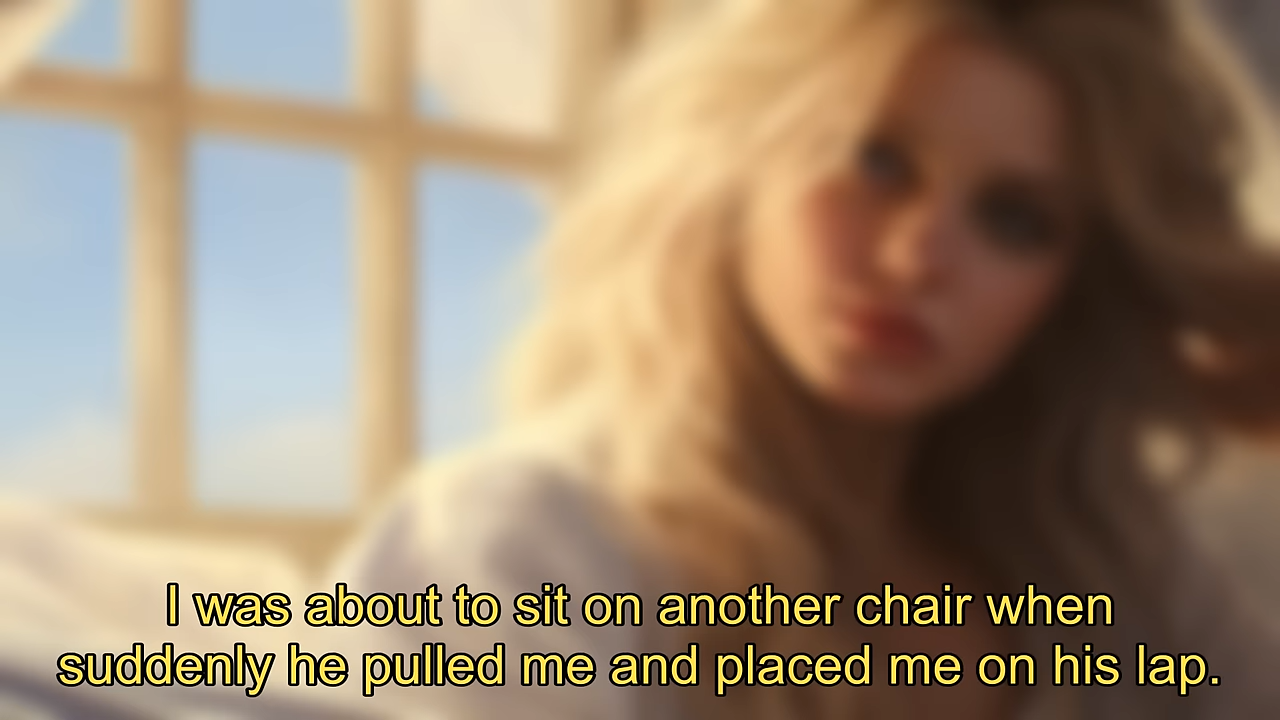 I was about to sit on another chair when
suddenly he pulled me and placed me on his lap.